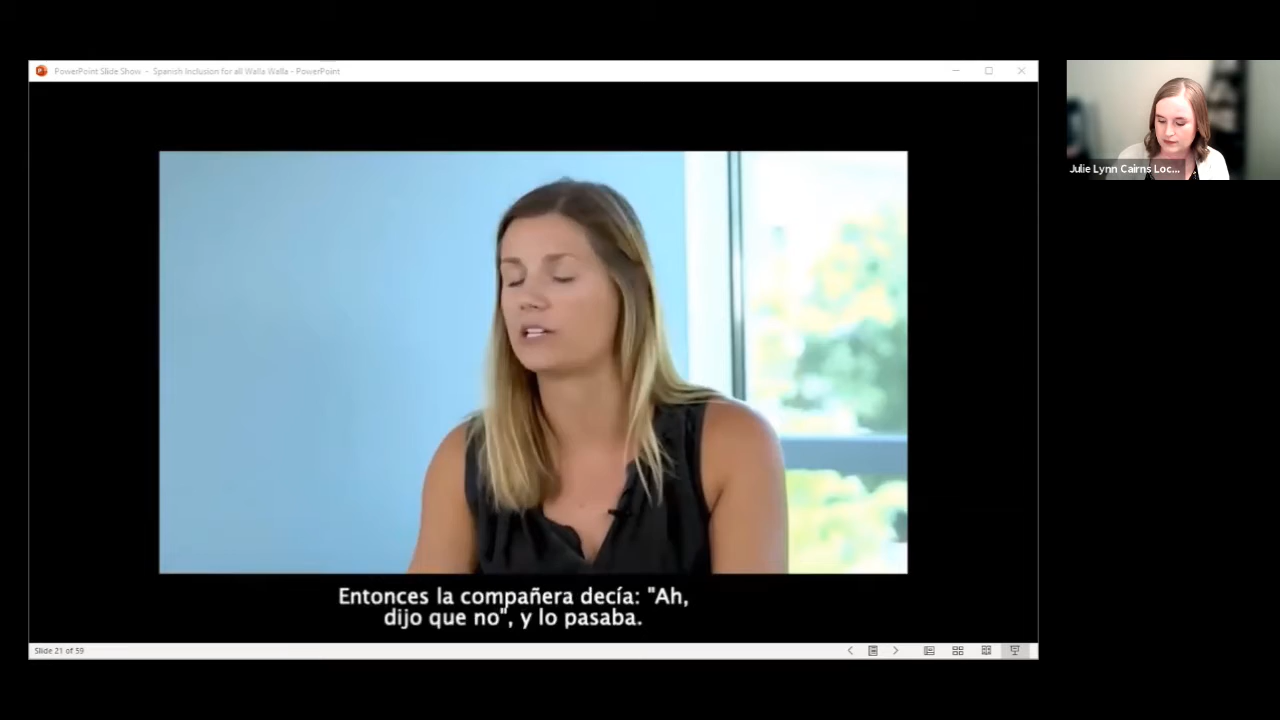 PowerPoint Slide Show - Spanish Inclusion for all Walla Walla - PowerPoint
Julie Lynn Cairns Loc...
Entonces la compañera decía: "Ah,
dijo que no", y lo pasaba.
Slide 21 of 59